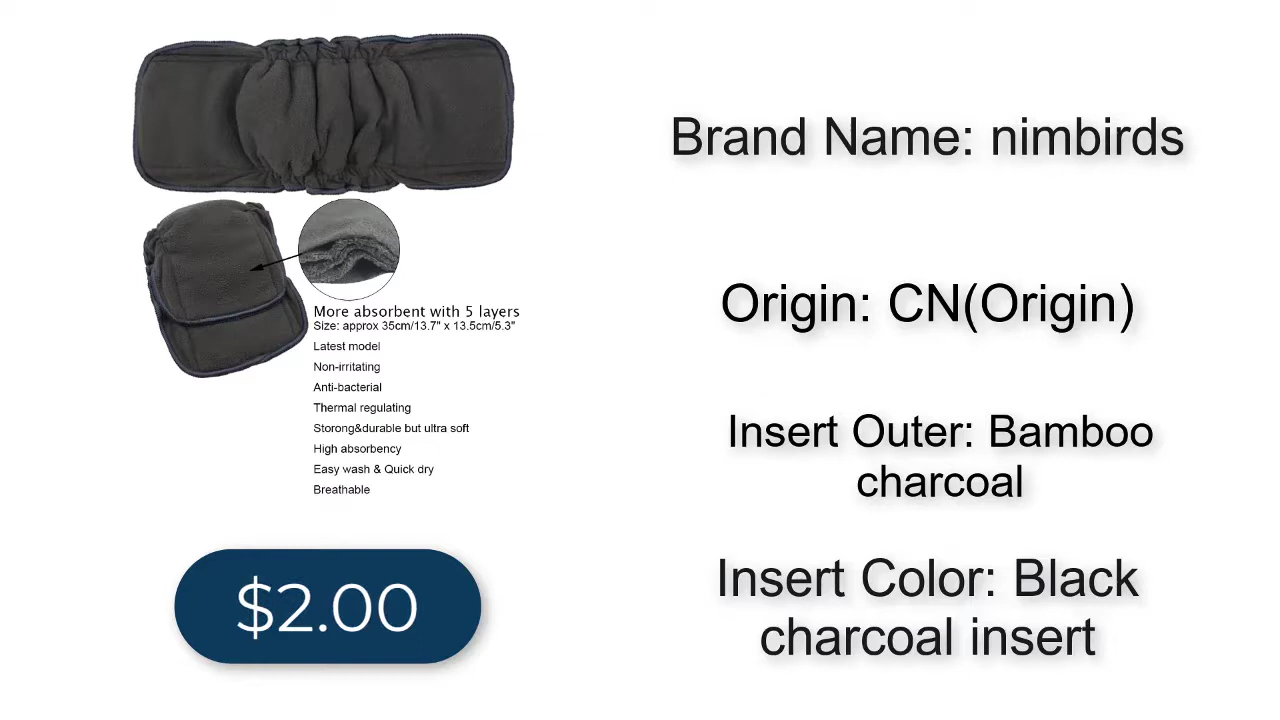 More absorbent with 5 layers
Size: approx 35cm/13.7" x 13.5cm/5.3"
Latest model
Non-irritating
Anti-bacterial
Thermal regulating
Storong&durable but ultra soft
High absorbency
Easy wash & Quick dry
Breathable
$2.00
Brand Name: nimbirds
Origin: CN(Origin)
Insert Outer: Bamboo
charcoal
Insert Color: Black
charcoal insert